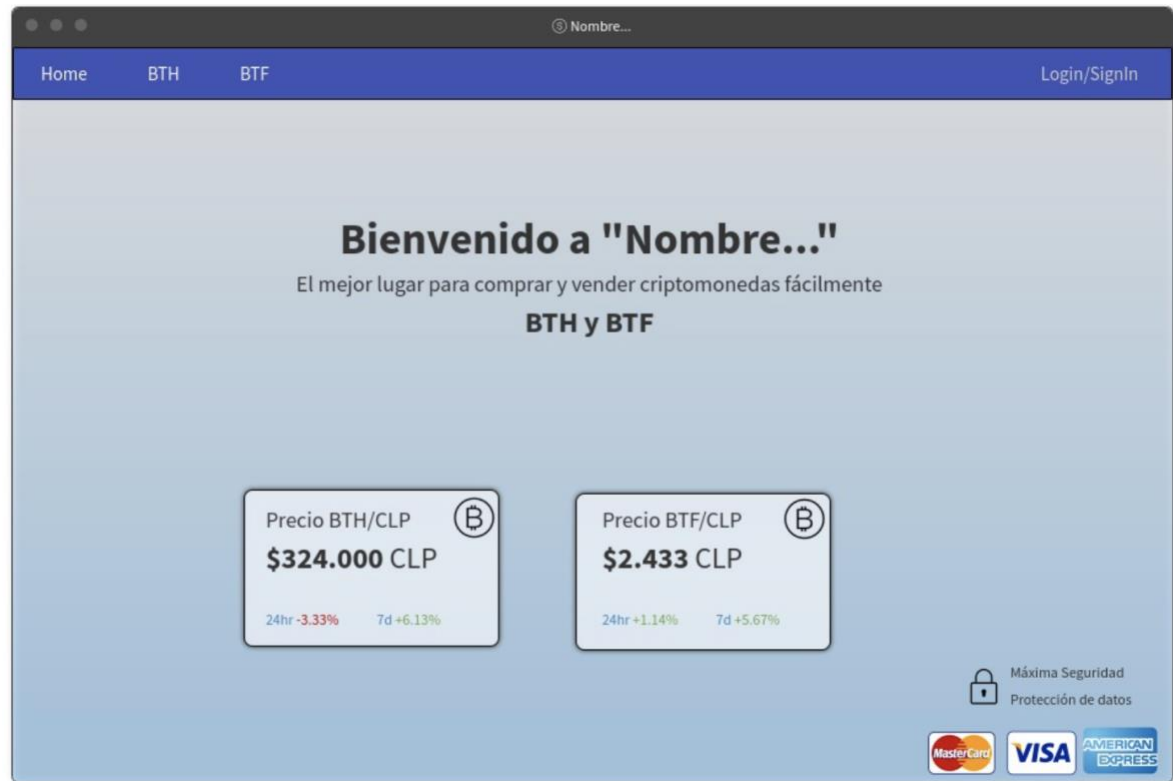 Nombre...
Home BTH BTF Login/SignIn
Bienvenido a "Nombre..."
El mejor lugar para comprar y vender criptomonedas fácilmente
BTH y BTF
Precio BTH/CLP
$324.000 CLP
24hr -3.33% 7d +6.13%
Precio BTF/CLP
$2.433 CLP
24hr +1.14% 7d +5.67%
Máxima Seguridad
Protección de datos
MasterCard VISA AMERICAN EXPRESS